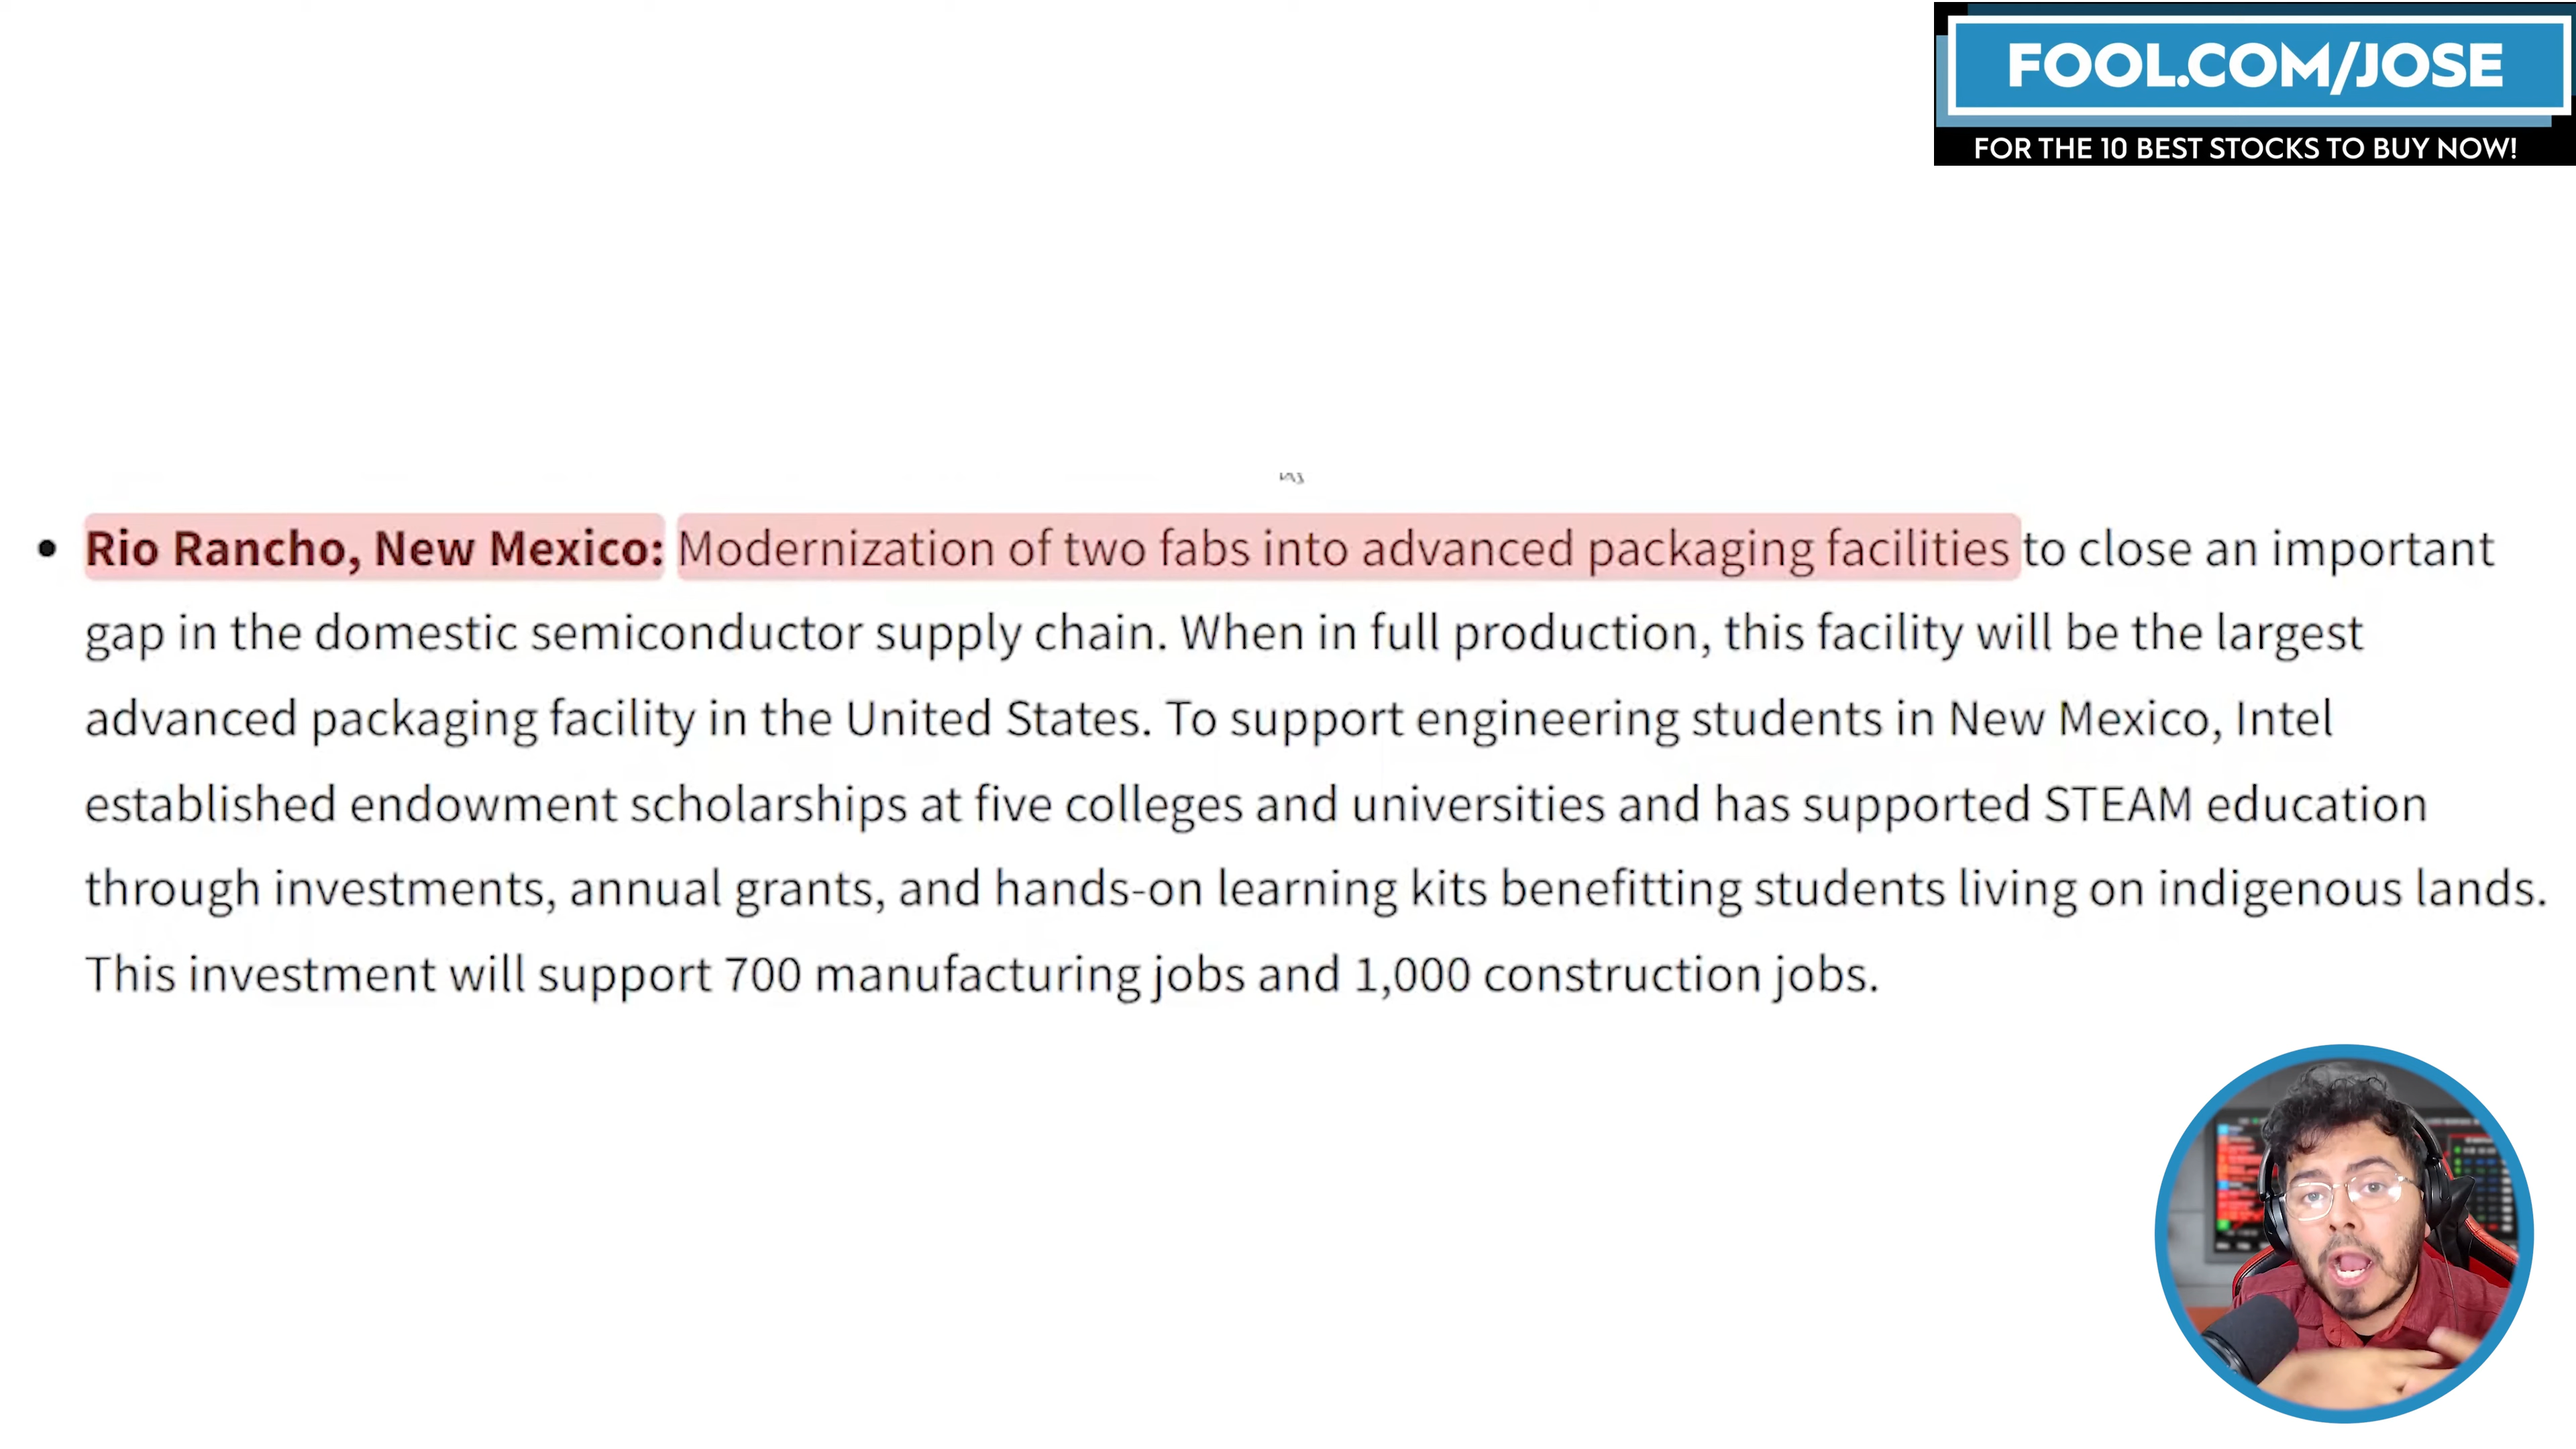 FOOL.COM/JOSE
FOR THE 10 BEST STOCKS TO BUY NOW!
• Rio Rancho, New Mexico: Modernization of two fabs into advanced packaging facilities to close an important
gap in the domestic semiconductor supply chain. When in full production, this facility will be the largest
advanced packaging facility in the United States. To support engineering students in New Mexico, Intel
established endowment scholarships at five colleges and universities and has supported STEAM education
through investments, annual grants, and hands-on learning kits benefitting students living on indigenous lands.
This investment will support 700 manufacturing jobs and 1,000 construction jobs.